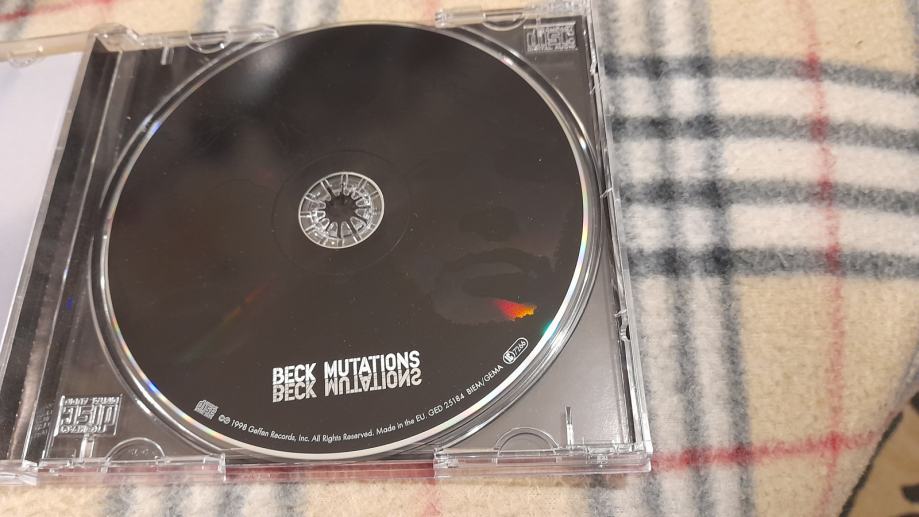 BECK MUTATIONS
BECK MUTATIONS
℗© 1998 Geffen Records, Inc. All Rights Reserved. Made in the EU. GED 25184 BIEM/GEMA